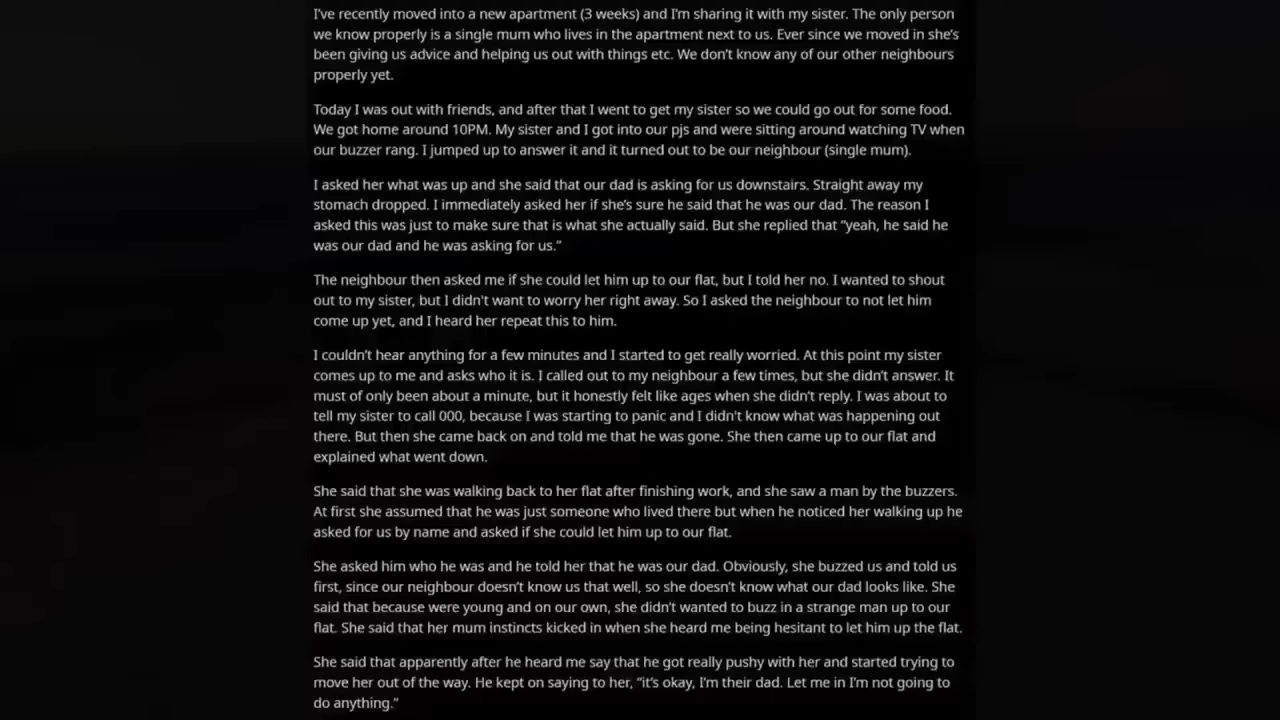 I've recently moved into a new apartment (3 weeks) and I'm sharing it with my sister. The only person
we know properly is a single mum who lives in the apartment next to us. Ever since we moved in she's
been giving us advice and helping us out with things etc. We don't know any of our other neighbours
properly yet.
Today I was out with friends, and after that I went to get my sister so we could go out for some food.
We got home around 10PM. My sister and I got into our pjs and were sitting around watching TV when
our buzzer rang. I jumped up to answer it and it turned out to be our neighbour (single mum).
I asked her what was up and she said that our dad is asking for us downstairs. Straight away my
stomach dropped. I immediately asked her if she's sure he said that he was our dad. The reason I
asked this was just to make sure that is what she actually said. But she replied that "yeah, he said he
was our dad and he was asking for us."
The neighbour then asked me if she could let him up to our flat, but I told her no. I wanted to shout
out to my sister, but I didn't want to worry her right away. So I asked the neighbour to not let him
come up yet, and I heard her repeat this to him.
I couldn't hear anything for a few minutes and I started to get really worried. At this point my sister
comes up to me and asks who it is. I called out to my neighbour a few times, but she didn't answer. It
must of only been about a minute, but it honestly felt like ages when she didn't reply. I was about to
tell my sister to call 000, because I was starting to panic and I didn't know what was happening out
there. But then she came back on and told me that he was gone. She then came up to our flat and
explained what went down.
She said that she was walking back to her flat after finishing work, and she saw a man by the buzzers.
At first she assumed that he was just someone who lived there but when he noticed her walking up he
asked for us by name and asked if she could let him up to our flat.
She asked him who he was and he told her that he was our dad. Obviously, she buzzed us and told us
first, since our neighbour doesn't know us that well, so she doesn't know what our dad looks like. She
said that because were young and on our own, she didn't wanted to buzz in a strange man up to our
flat. She said that her mum instincts kicked in when she heard me being hesitant to let him up the flat.
She said that apparently after he heard me say that he got really pushy with her and started trying to
move her out of the way. He kept on saying to her, "it's okay, I'm their dad. Let me in I'm not going to
do anything."